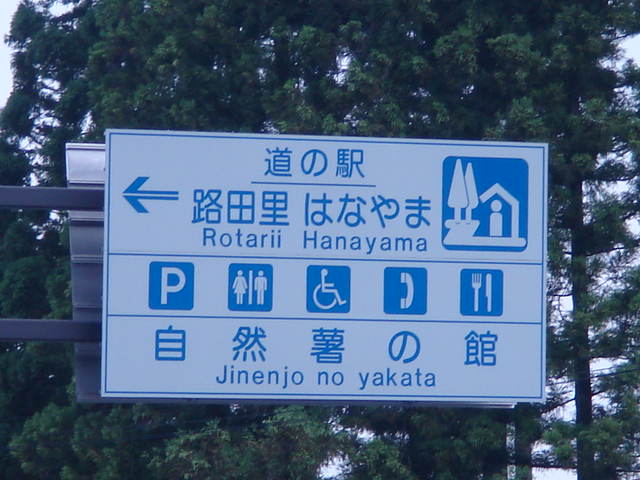 道の駅
路田里 はなやま
Rotarii Hanayama
P
自然薯の館
Jinenjo no yakata